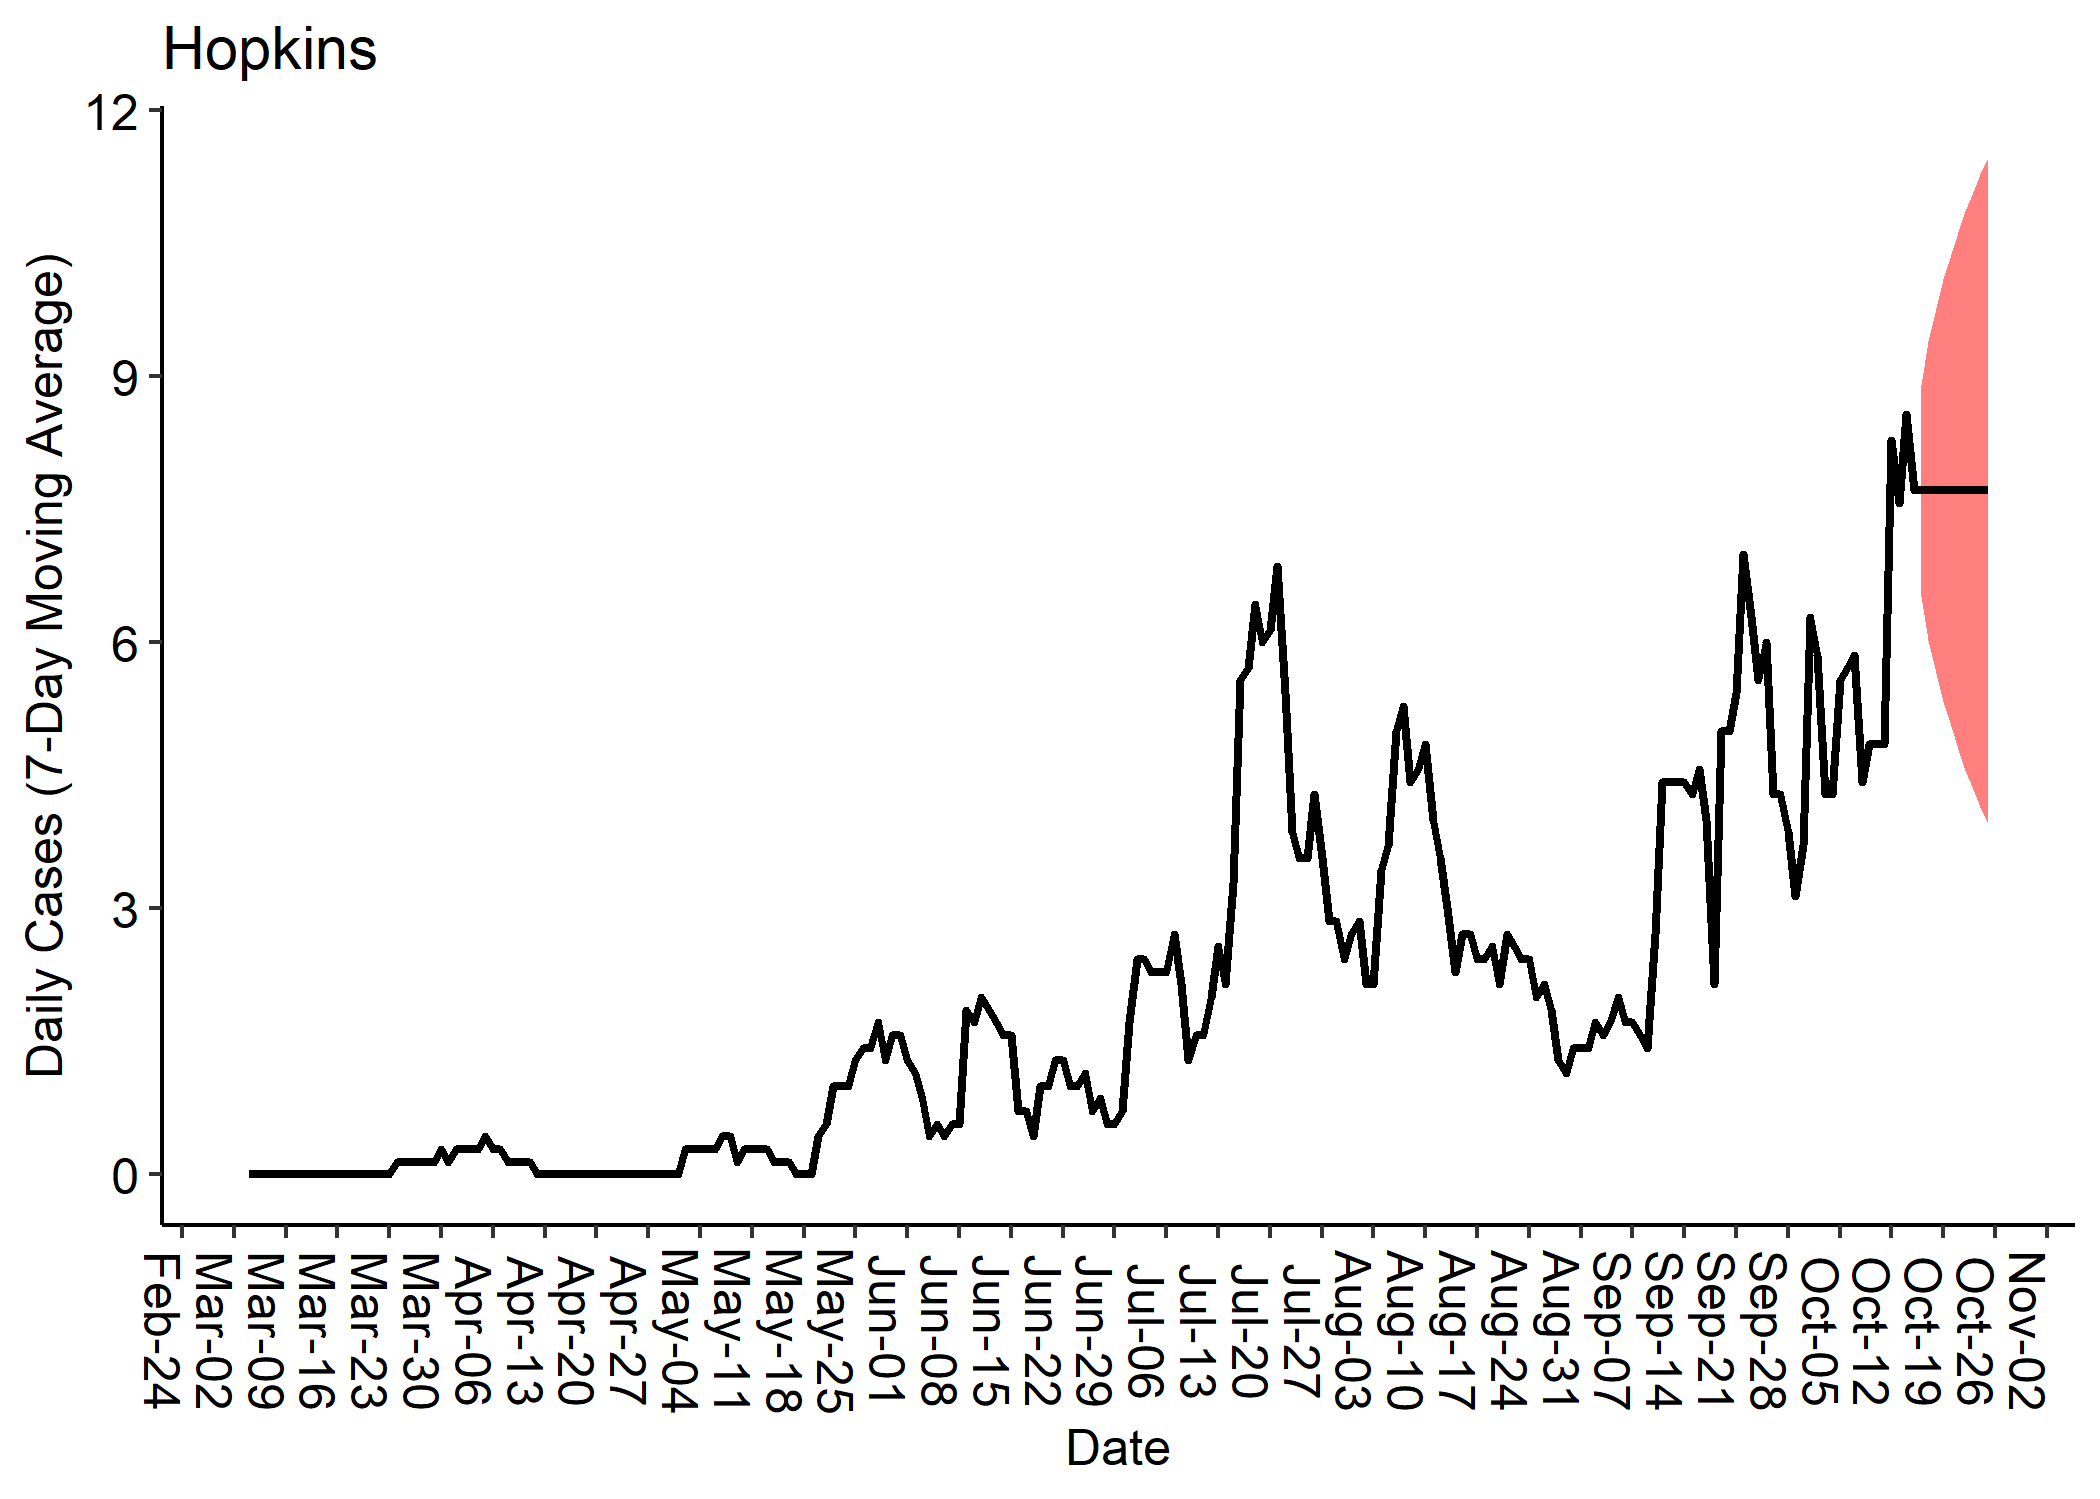 Hopkins
12
9
6
3
0
Daily Cases (7-Day Moving Average)
Feb-24
Mar-02
Mar-09
Mar-16
Mar-23
Mar-30
Apr-06
Apr-13
Apr-20
Apr-27
May-04
May-11
May-18
May-25
Jun-01
Jun-08
Jun-15
Jun-22
Jun-29
Jul-06
Jul-13
Jul-20
Jul-27
Aug-03
Aug-10
Aug-17
Aug-24
Aug-31
Sep-07
Sep-14
Sep-21
Sep-28
Oct-05
Oct-12
Oct-19
Oct-26
Nov-02
Date